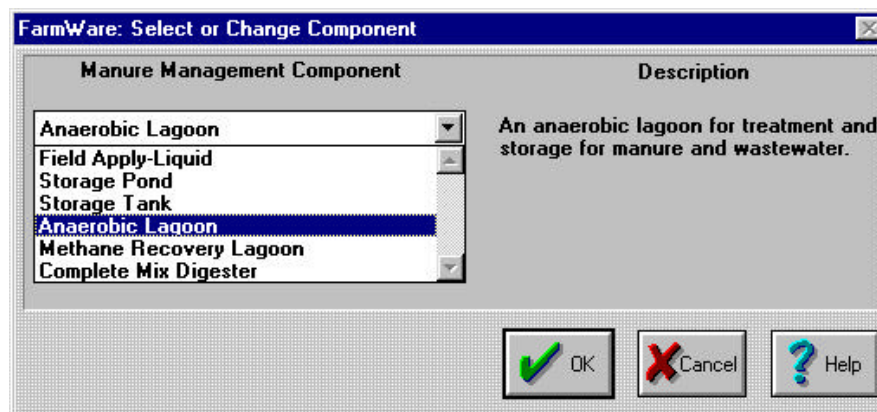 FarmWare: Select or Change Component
Manure Management Component
Description
Anaerobic Lagoon
An anaerobic lagoon for treatment and
storage for manure and wastewater.
Field Apply-Liquid
Storage Pond
Storage Tank
Anaerobic Lagoon
Methane Recovery Lagoon
Complete Mix Digester
OK
Cancel
Help